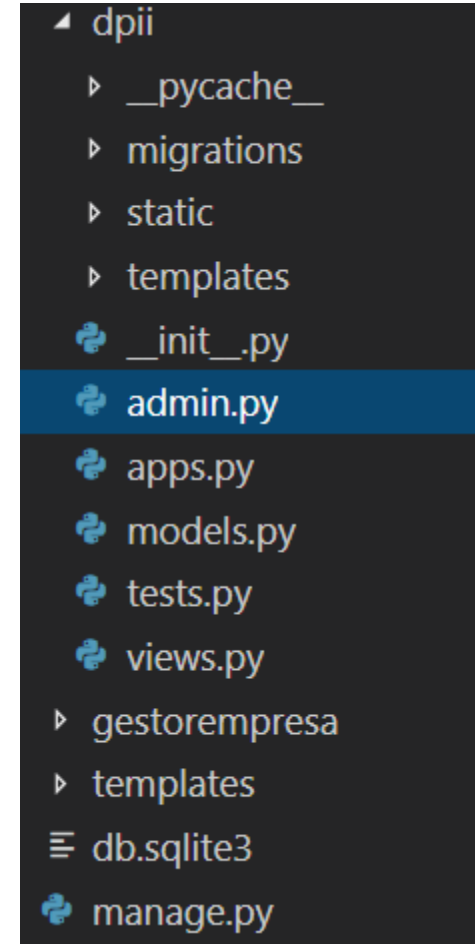 dpii
__pycache__
migrations
static
templates
__init__.py
admin.py
apps.py
models.py
tests.py
views.py
gestorempresa
templates
db.sqlite3
manage.py